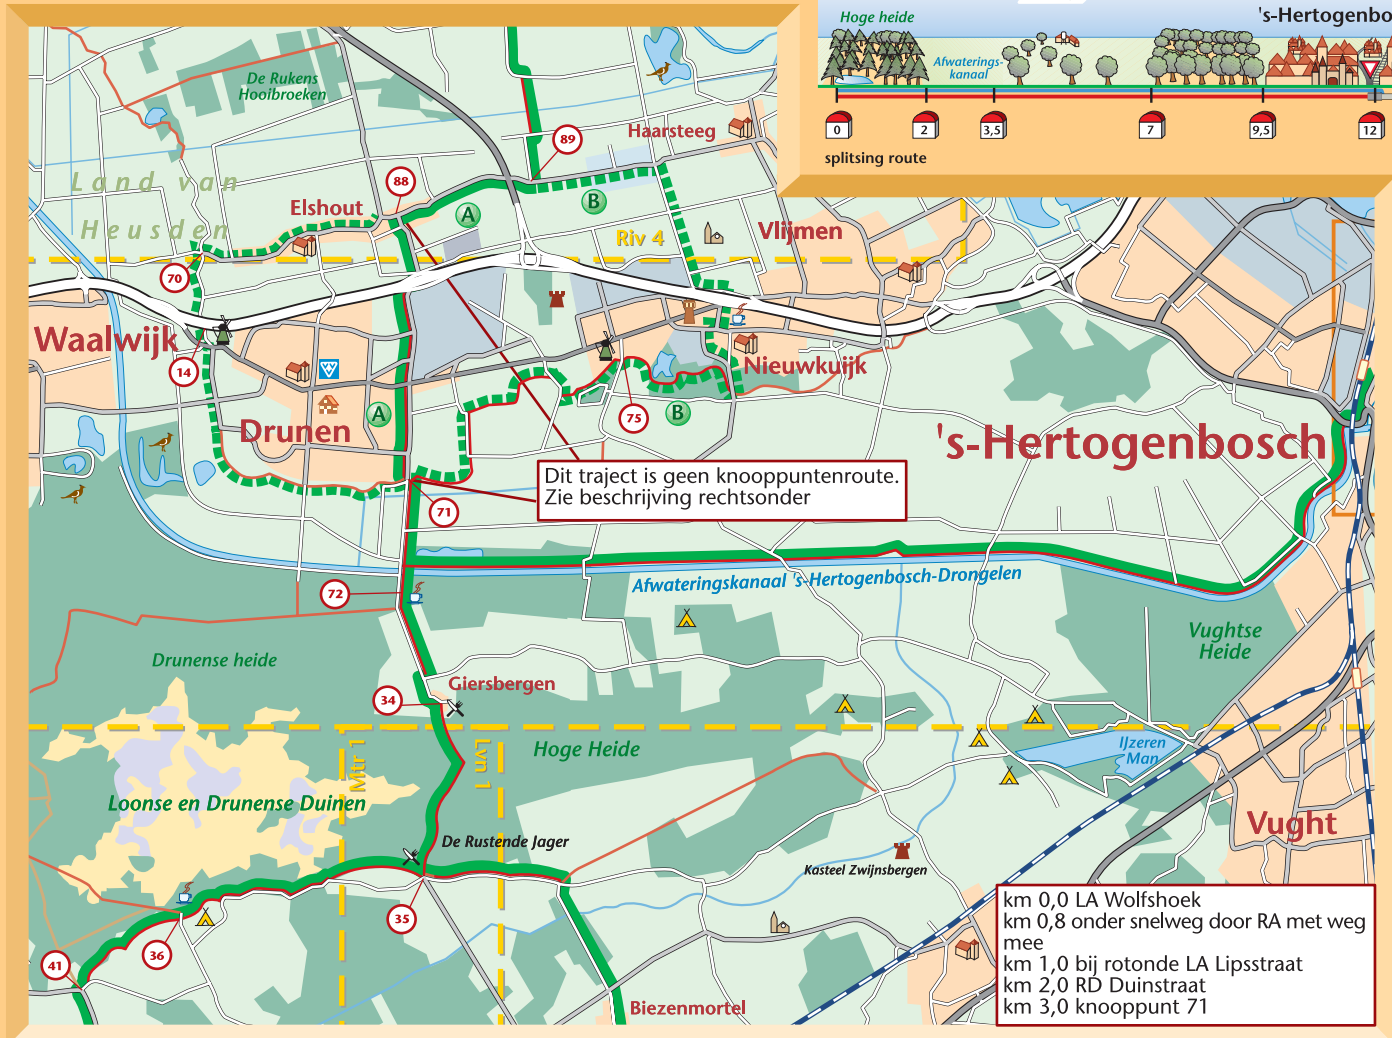 Hoge heide
's-Hertogenbo
Afwaterings-
kanaal
0
2
3,5
7
9,5
12
splitsing route
De Rukens
Hooibroeken
Haarsteeg
89
Land van
Heusden
88
Elshout
A
B
Riv 4
Vlijmen
70
Waalwijk
14
Nieuwkuijk
Drunen
A
75
B
's-Hertogenbosch
Dit traject is geen knooppuntenroute.
Zie beschrijving rechtsonder
71
72
Afwateringskanaal 's-Hertogenbosch-Drongelen
Vughtse
Heide
Drunense heide
34
Giersbergen
Mtr 1
Lvn 1
Hoge Heide
IJzeren
Man
Loonse en Drunense Duinen
De Rustende Jager
Vught
Kasteel Zwijnsbergen
35
36
41
Biezenmortel
km 0,0 LA Wolfshoek
km 0,8 onder snelweg door RA met weg
mee
km 1,0 bij rotonde LA Lipsstraat
km 2,0 RD Duinstraat
km 3,0 knooppunt 71